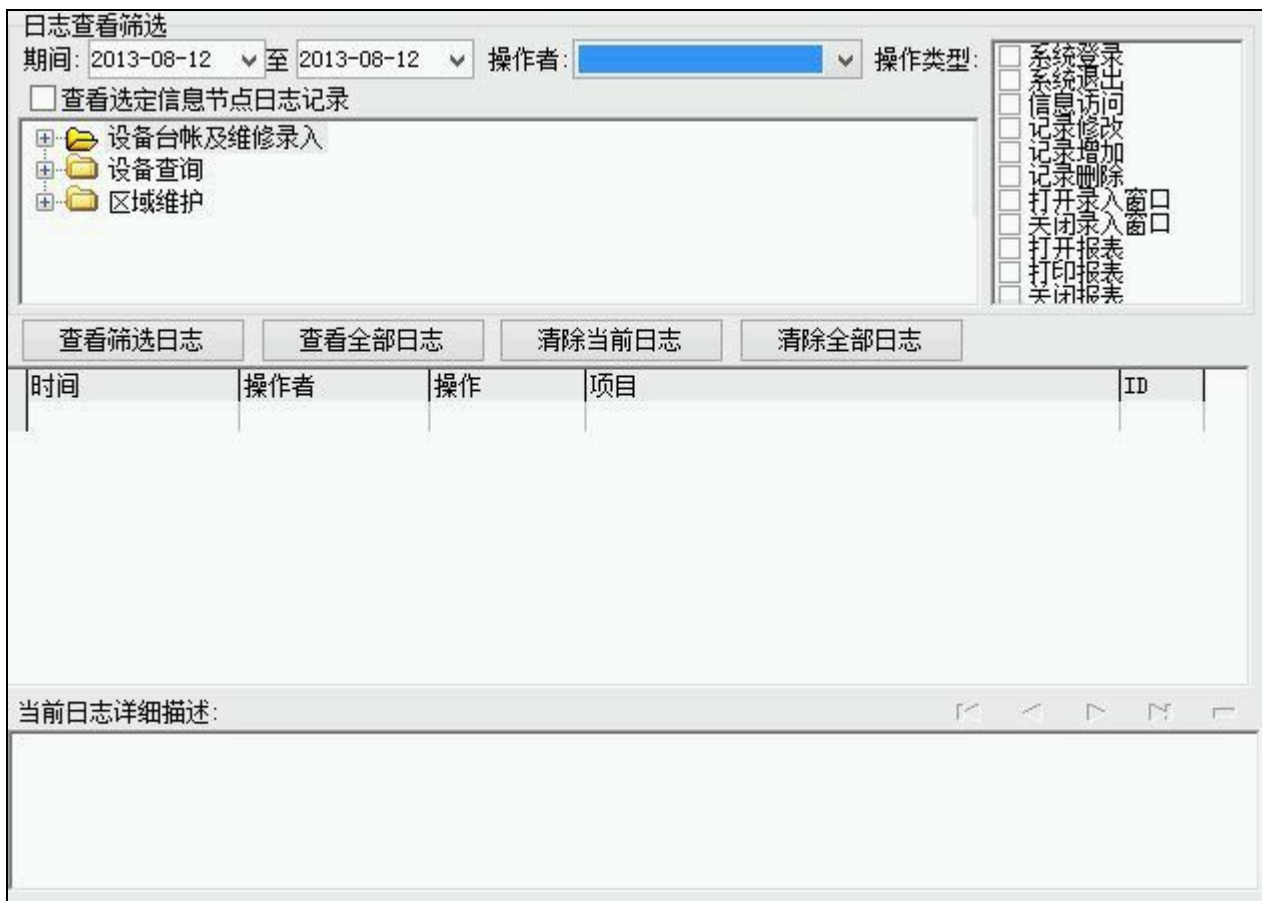 日志查看筛选
期间: 2013-08-12 至 2013-08-12 操作者: 操作类型:
系统登录
系统退出
信息访问
记录修改
记录增加
记录删除
打开录入窗口
关闭录入窗口
打开报表
打印报表
关闭报表
查看选定信息节点日志记录
设备台帐及维修录入
设备查询
区域维护
查看筛选日志 查看全部日志 清除当前日志 清除全部日志
时间 操作者 操作 项目 ID
当前日志详细描述: